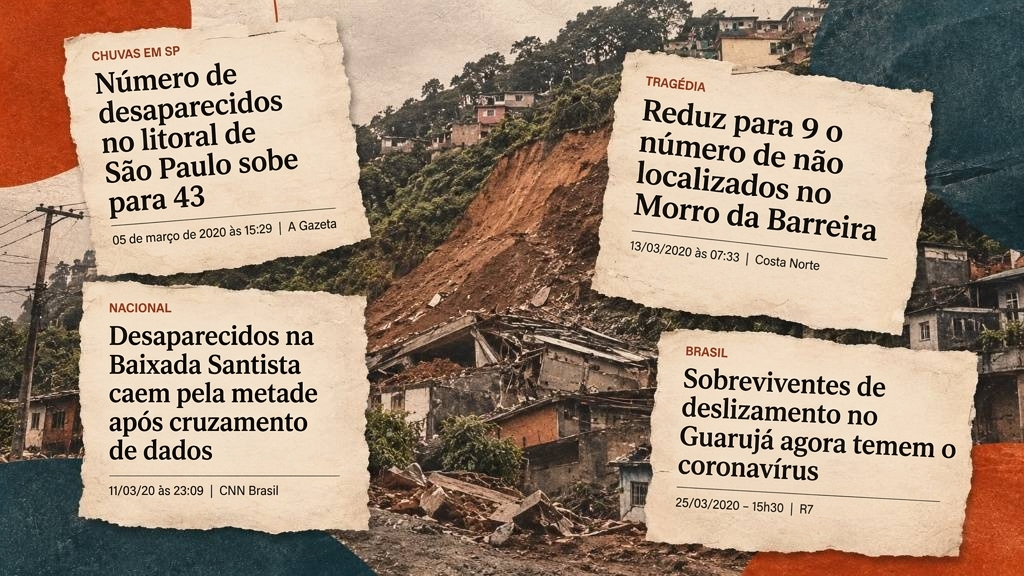 CHUVAS EM SP
Número de
desaparecidos
no litoral de
São Paulo sobe
para 43
05 de março de 2020 às 15:29 | A Gazeta
TRAGÉDIA
Reduz para 9 o
número de não
localizados no
Morro da Barreira
13/03/2020 às 07:33 | Costa Norte
NACIONAL
Desaparecidos na
Baixada Santista
caem pela metade
após cruzamento
de dados
11/03/20 às 23:09 | CNN Brasil
BRASIL
Sobreviventes de
deslizamento no
Guarujá agora temem o
coronavírus
25/03/2020 – 15h30 | R7